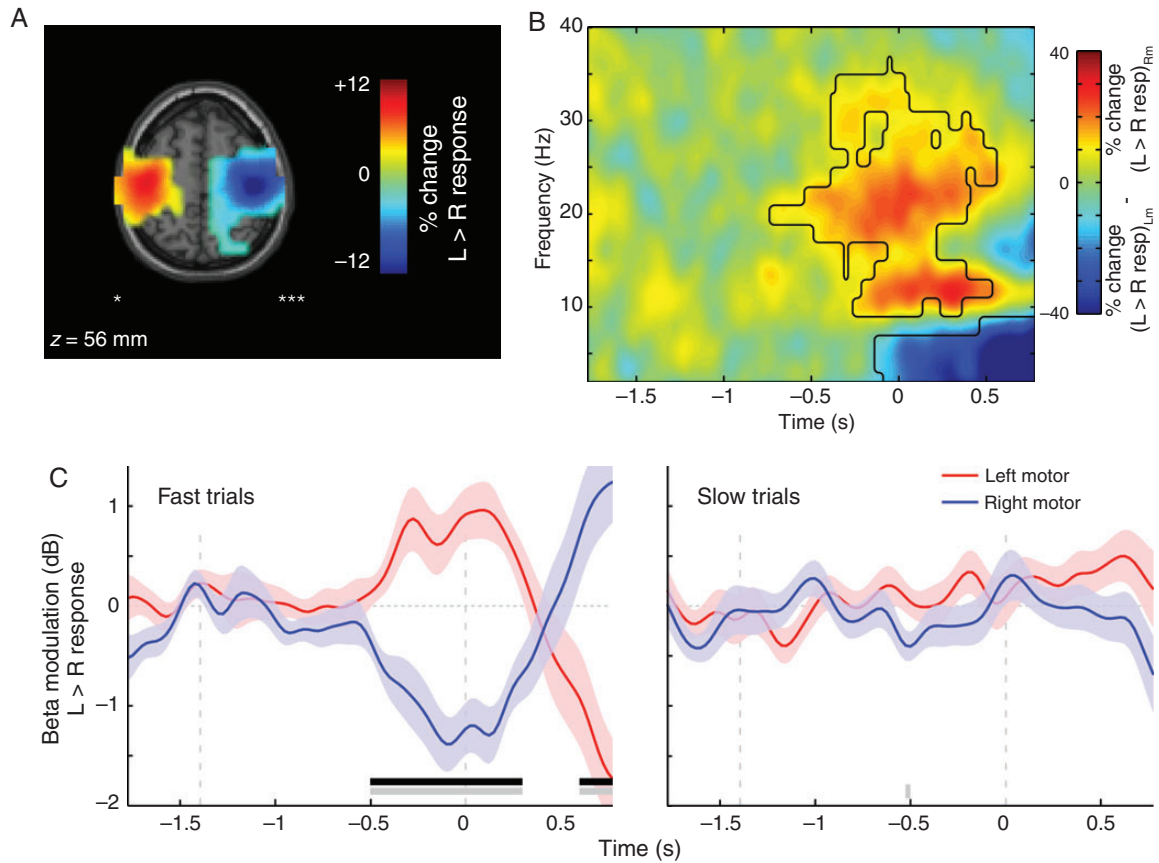 A
+12
0
−12
% change
L > R response
*
***
z = 56 mm
B
40
30
20
10
Frequency (Hz)
−1.5
−1
−0.5
0
0.5
Time (s)
40
20
0
−20
−40
% change
(L > R resp)Lm
-
% change
(L > R resp)Rm
C
Fast trials
1
0
−1
−2
Beta modulation (dB)
L > R response
−1.5
−1
−0.5
0
0.5
Slow trials
Left motor
Right motor
−1.5
−1
−0.5
0
0.5
Time (s)